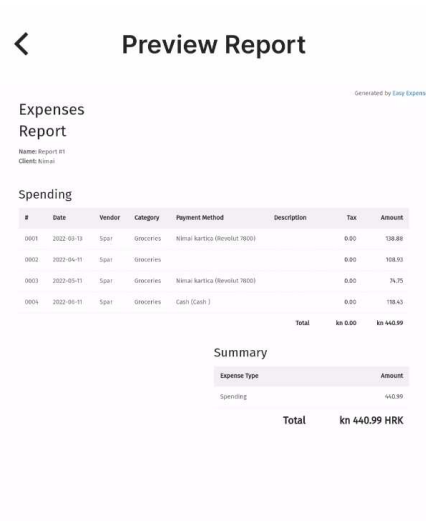 Preview Report
Generated by Easy Expens
Expenses
Report
Name: Report #1
Client: Nimai
Spending
# Date Vendor Category Payment Method Description Tax Amount
0001 2022-03-13 Spar Groceries Nimai kartica (Revolut 7800) 0.00 138.88
0002 2022-04-11 Spar Groceries 0.00 108.93
0003 2022-05-11 Spar Groceries Nimai kartica (Revolut 7800) 0.00 74.75
0004 2022-06-11 Spar Groceries Cash (Cash ) 0.00 118.43
Total kn 0.00 kn 440.99
Summary
Expense Type Amount
Spending 440.99
Total kn 440.99 HRK